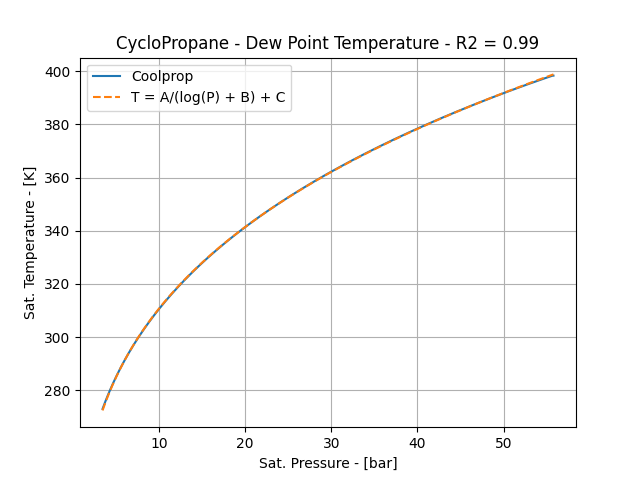 CycloPropane - Dew Point Temperature - R2 = 0.99
Coolprop
T = A/(log(P) + B) + C
Sat. Temperature - [K]
400
380
360
340
320
300
280
10
20
30
40
50
Sat. Pressure - [bar]